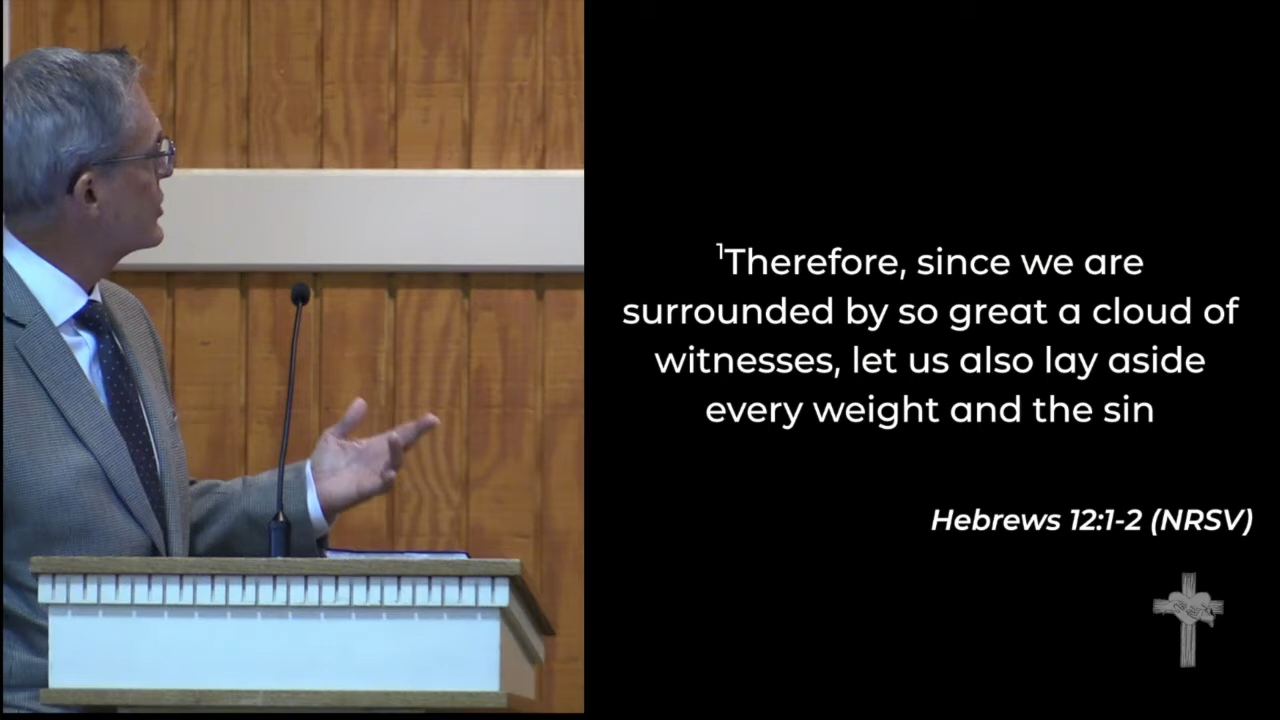 ¹Therefore, since we are
surrounded by so great a cloud of
witnesses, let us also lay aside
every weight and the sin
Hebrews 12:1-2 (NRSV)